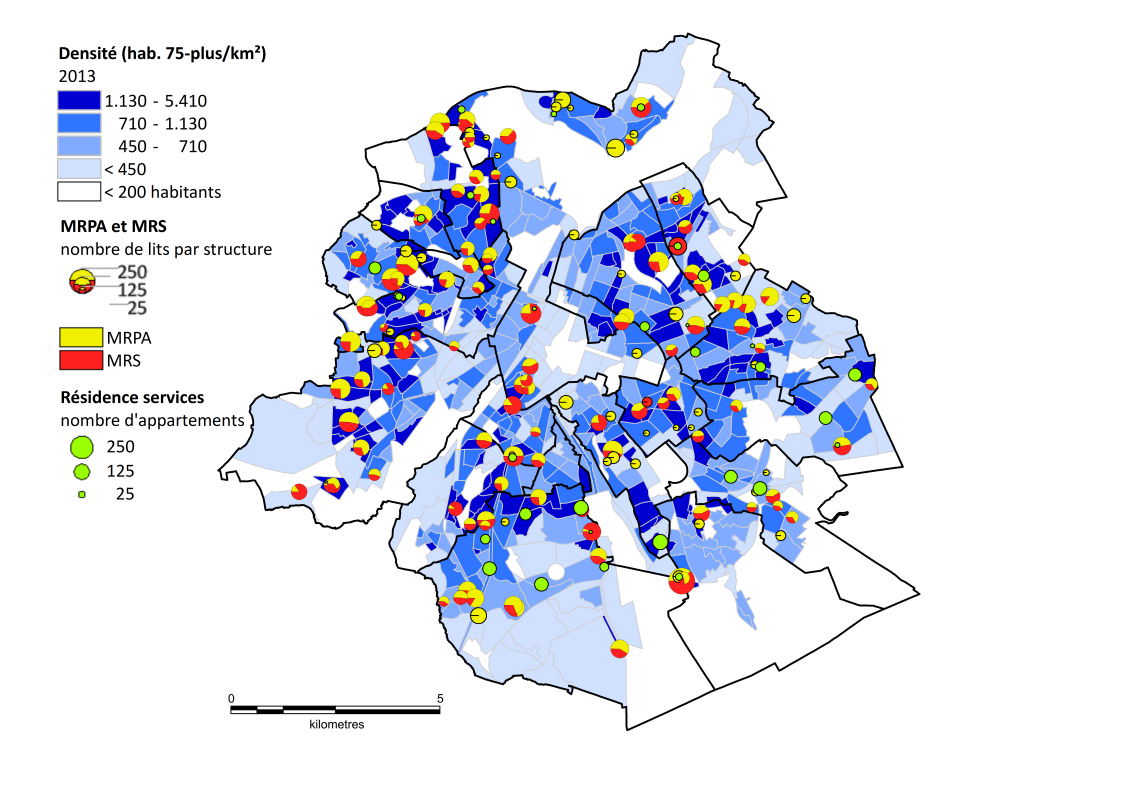 Densité (hab. 75-plus/km²)
2013
1.130 - 5.410
710 - 1.130
450 - 710
< 450
< 200 habitants
MRPA et MRS
nombre de lits par structure
250
125
25
MRPA
MRS
Résidence services
nombre d'appartements
250
125
25
0 5
kilometres